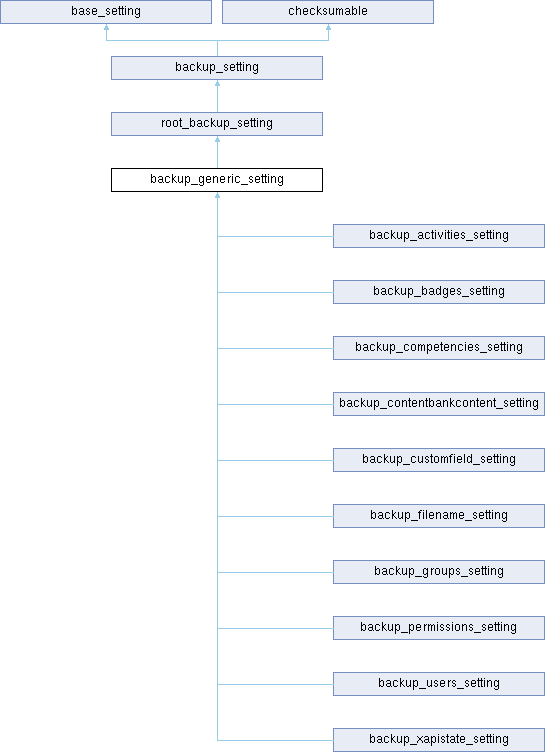 base_setting
checksumable
backup_setting
root_backup_setting
backup_generic_setting
backup_activities_setting
backup_badges_setting
backup_competencies_setting
backup_contentbankcontent_setting
backup_customfield_setting
backup_filename_setting
backup_groups_setting
backup_permissions_setting
backup_users_setting
backup_xapistate_setting